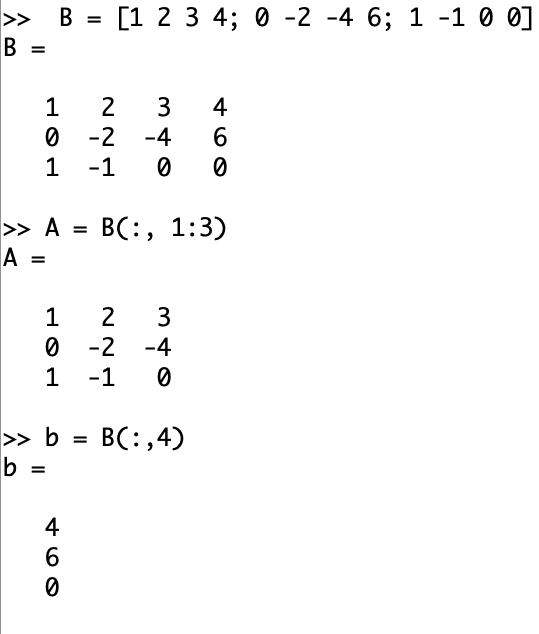 >>  B = [1 2 3 4; 0 -2 -4 6; 1 -1 0 0]
B =
1   2   3   4
0  -2  -4   6
1  -1   0   0
>> A = B(:, 1:3)
A =
1   2   3
0  -2  -4
1  -1   0
>> b = B(:,4)
b =
4
6
0